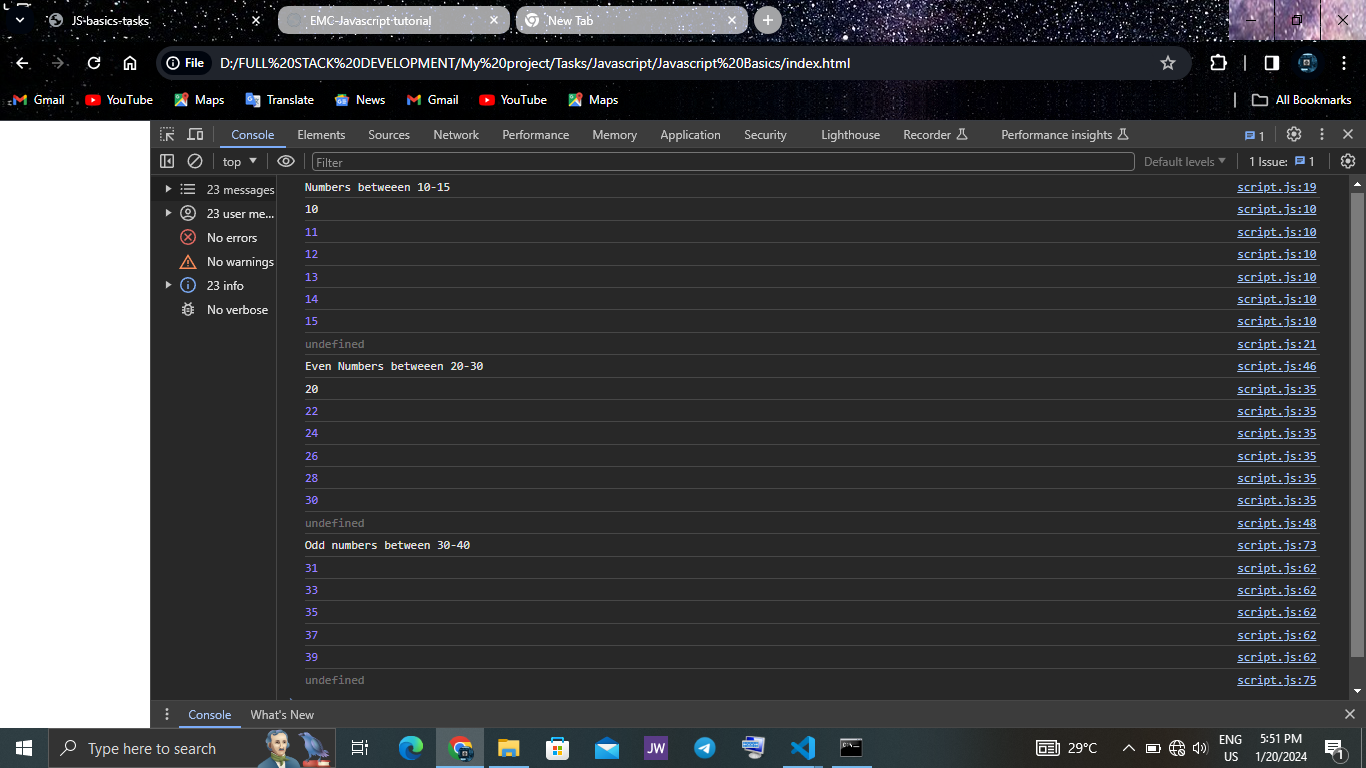 JS-basics-tasks
EMC-Javascript tutorial
New Tab
File
D:/FULL%20STACK%20DEVELOPMENT/My%20project/Tasks/Javascript/Javascript%20Basics/index.html
Gmail YouTube Maps Translate News Gmail YouTube Maps All Bookmarks
Console Elements Sources Network Performance Memory Application Security Lighthouse Recorder Performance insights 1
top Filter Default levels 1 Issue: 1
23 messages
23 user me...
No errors
No warnings
23 info
No verbose
Numbers betweeen 10-15 script.js:19
10 script.js:10
11 script.js:10
12 script.js:10
13 script.js:10
14 script.js:10
15 script.js:10
undefined script.js:21
Even Numbers betweeen 20-30 script.js:46
20 script.js:35
22 script.js:35
24 script.js:35
26 script.js:35
28 script.js:35
30 script.js:35
undefined script.js:48
Odd numbers between 30-40 script.js:73
31 script.js:62
33 script.js:62
35 script.js:62
37 script.js:62
39 script.js:62
undefined script.js:75
Console What's New
Type here to search
JW
29°C
ENG
US
5:51 PM
1/20/2024
1